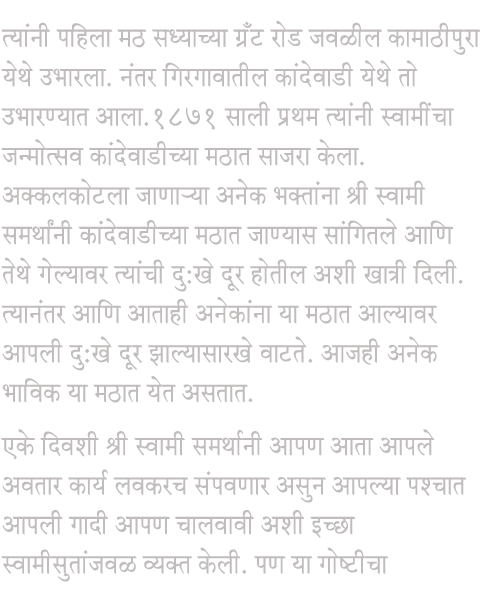 त्यांनी पहिला मठ सध्याच्या ग्रँट रोड जवळील कामाठीपुरा
येथे उभारला. नंतर गिरगावातील कांदेवाडी येथे तो
उभारण्यात आला.१८७१ साली प्रथम त्यांनी स्वामींचा
जन्मोत्सव कांदेवाडीच्या मठात साजरा केला.
अक्कलकोटला जाणाऱ्या अनेक भक्तांना श्री स्वामी
समर्थांनी कांदेवाडीच्या मठात जाण्यास सांगितले आणि
तेथे गेल्यावर त्यांची दुःखे दूर होतील अशी खात्री दिली.
त्यानंतर आणि आताही अनेकांना या मठात आल्यावर
आपली दुःखे दूर झाल्यासारखे वाटते. आजही अनेक
भाविक या मठात येत असतात.
एके दिवशी श्री स्वामी समर्थानी आपण आता आपले
अवतार कार्य लवकरच संपवणार असुन आपल्या पश्चात
आपली गादी आपण चालवावी अशी इच्छा
स्वामीसुतांजवळ व्यक्त केली. पण या गोष्टीचा